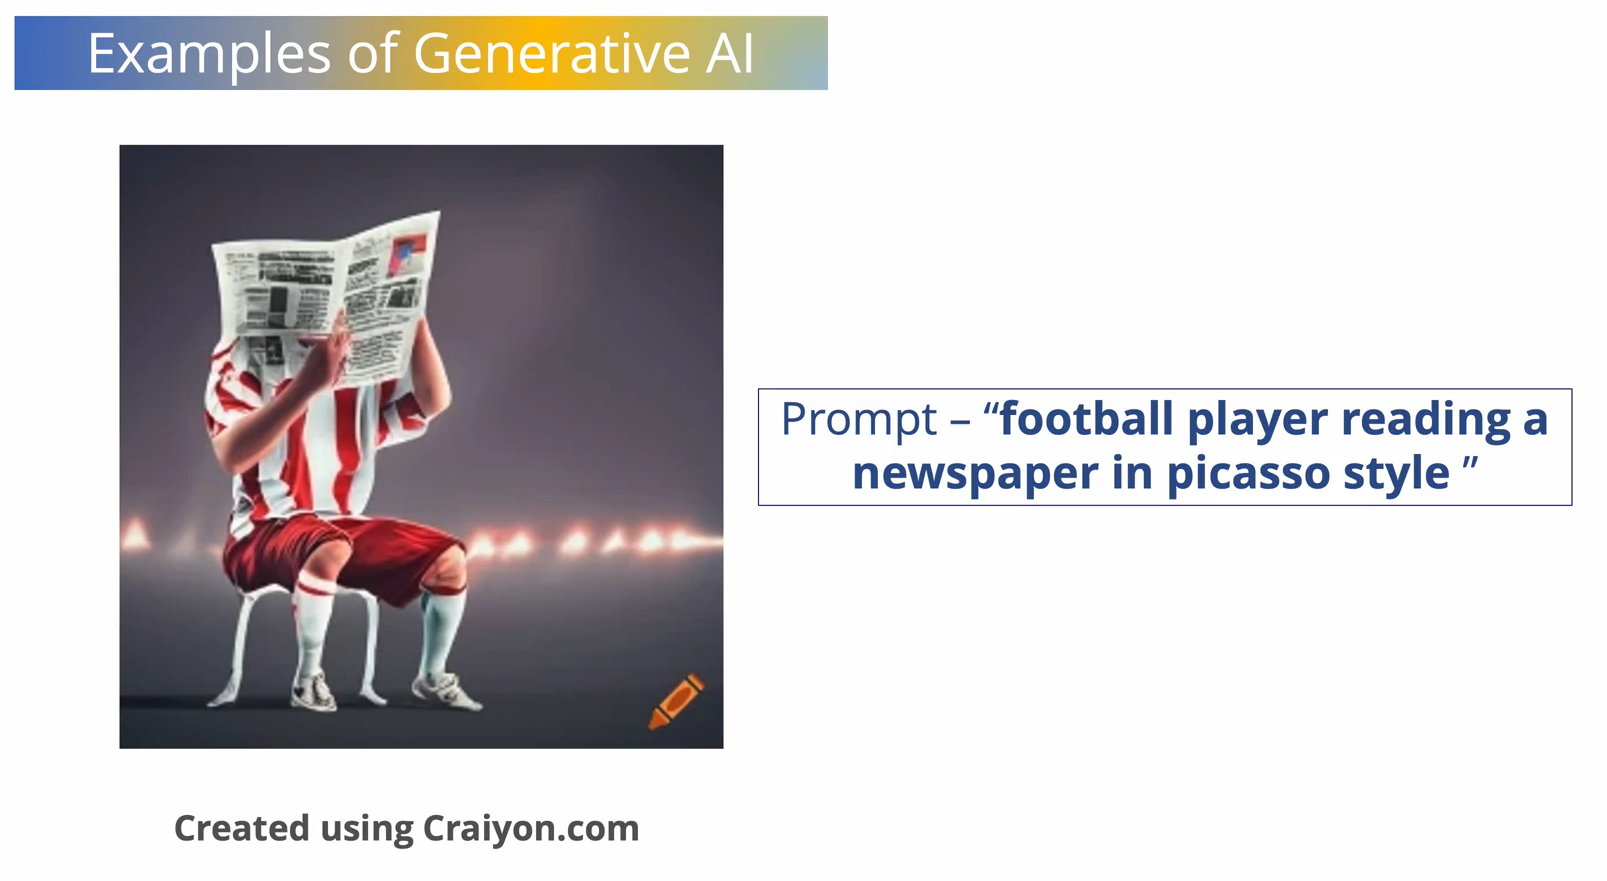 Examples of Generative AI
Prompt – “football player reading a
newspaper in picasso style ”
Created using Craiyon.com